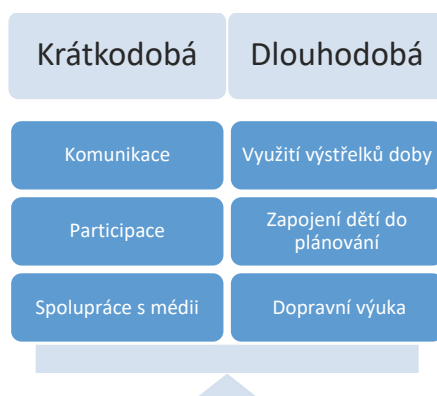 Krátkodobá
Dlouhodobá
Komunikace
Využití výstřelků doby
Participace
Zapojení dětí do
plánování
Spolupráce s médii
Dopravní výuka